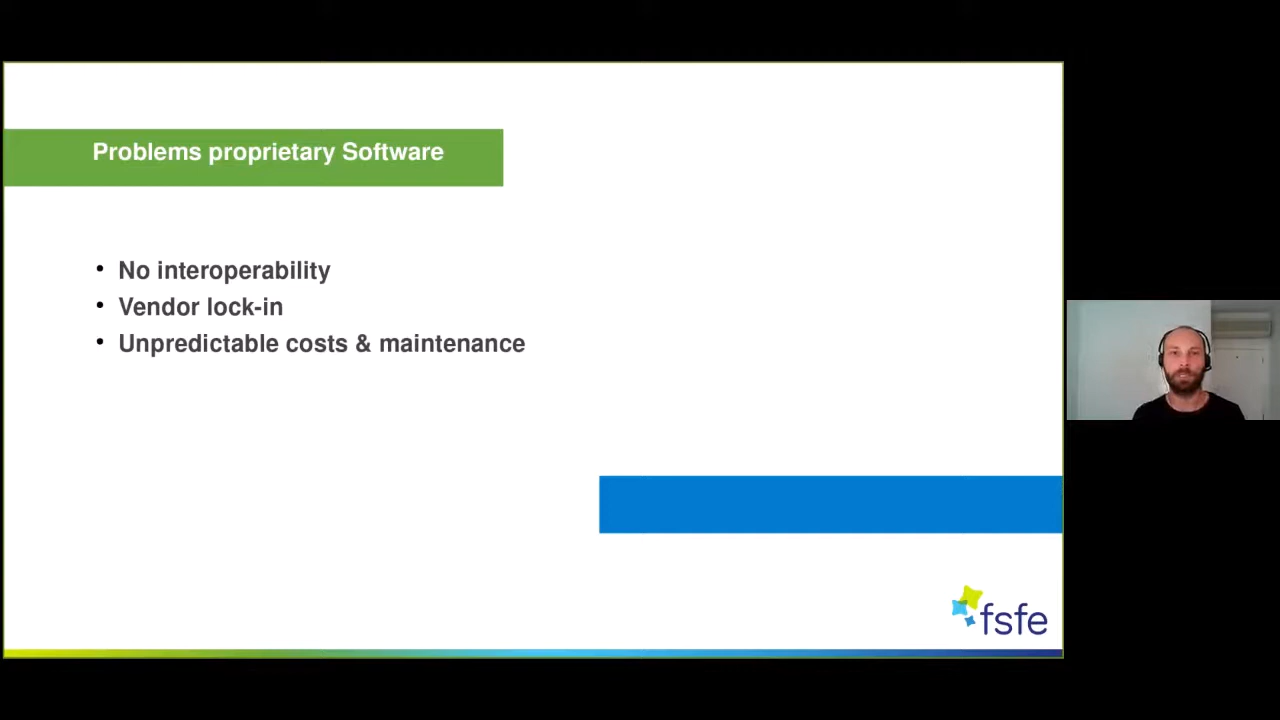 Problems proprietary Software
• No interoperability
• Vendor lock-in
• Unpredictable costs & maintenance
fsfe